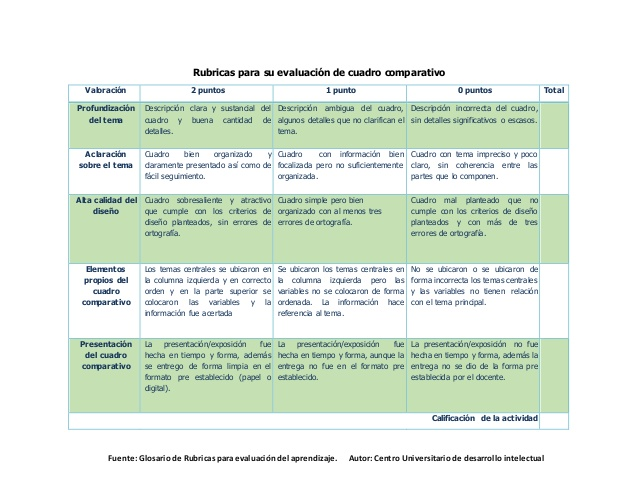 Rubricas para su evaluación de cuadro comparativo
Valoración 2 puntos 1 punto 0 puntos Total
Profundización
del tema
Descripción clara y sustancial del
cuadro y buena cantidad de
detalles.
Descripción ambigua del cuadro,
algunos detalles que no clarifican el
tema.
Descripción incorrecta del cuadro,
sin detalles significativos o escasos.
Aclaración
sobre el tema
Cuadro bien organizado y
claramente presentado así como de
fácil seguimiento.
Cuadro con información bien
focalizada pero no suficientemente
organizada.
Cuadro con tema impreciso y poco
claro, sin coherencia entre las
partes que lo componen.
Alta calidad del
diseño
Cuadro sobresaliente y atractivo
que cumple con los criterios de
diseño planteados, sin errores de
ortografía.
Cuadro simple pero bien
organizado con al menos tres
errores de ortografía.
Cuadro mal planteado que no
cumple con los criterios de diseño
planteados y con más de tres
errores de ortografía.
Elementos
propios del
cuadro
comparativo
Los temas centrales se ubicaron en
la columna izquierda y en correcto
orden y en la parte superior se
colocaron las variables y la
información fue acertada
Se ubicaron los temas centrales en
la columna izquierda pero las
variables no se colocaron de forma
ordenada. La información hace
referencia al tema.
No se ubicaron o se ubicaron de
forma incorrecta los temas centrales
y las variables no tienen relación
con el tema principal.
Presentación
del cuadro
comparativo
La presentación/exposición fue
hecha en tiempo y forma, además
se entrego de forma limpia en el
formato pre establecido (papel o
digital).
La presentación/exposición fue
hecha en tiempo y forma, aunque la
entrega no fue en el formato pre
establecido.
La presentación/exposición no fue
hecha en tiempo y forma, además la
entrega no se dio de la forma pre
establecida por el docente.
Calificación de la actividad
Fuente: Glosario de Rubricas para evaluación del aprendizaje. Autor: Centro Universitario de desarrollo intelectual